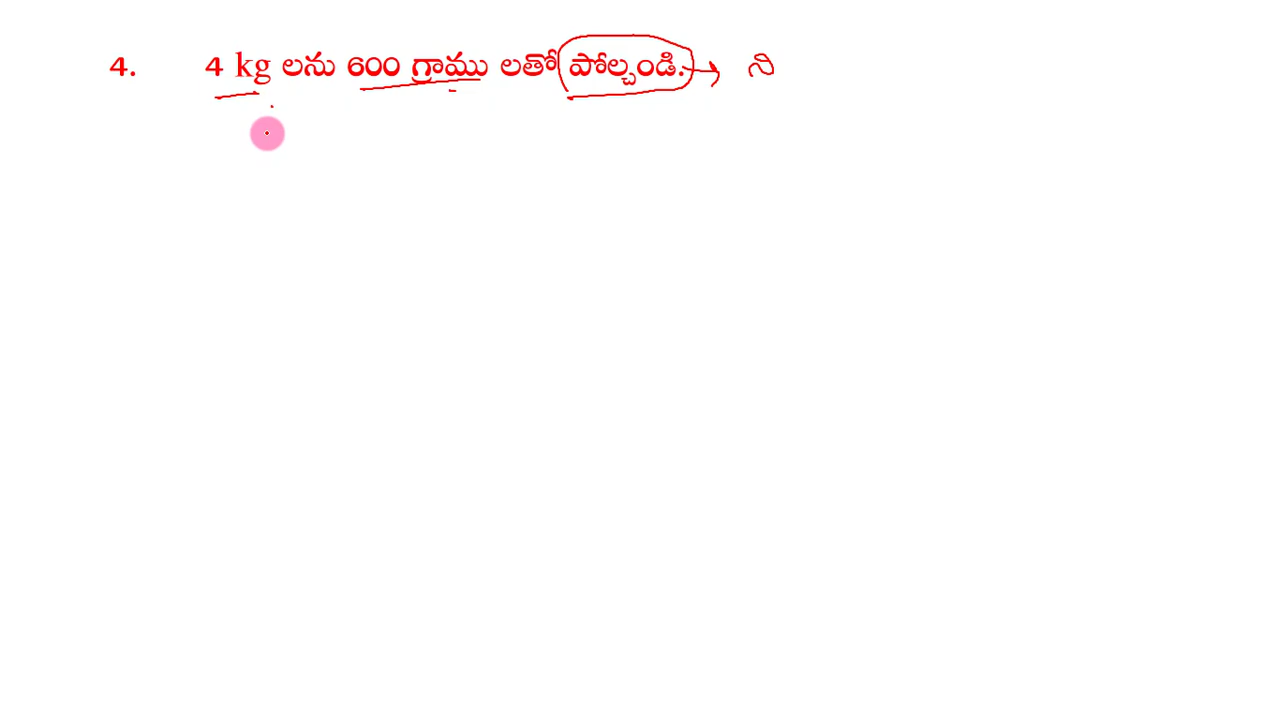 4. 4 kg లను 600 గ్రాము లతో పోల్చండి. → ని